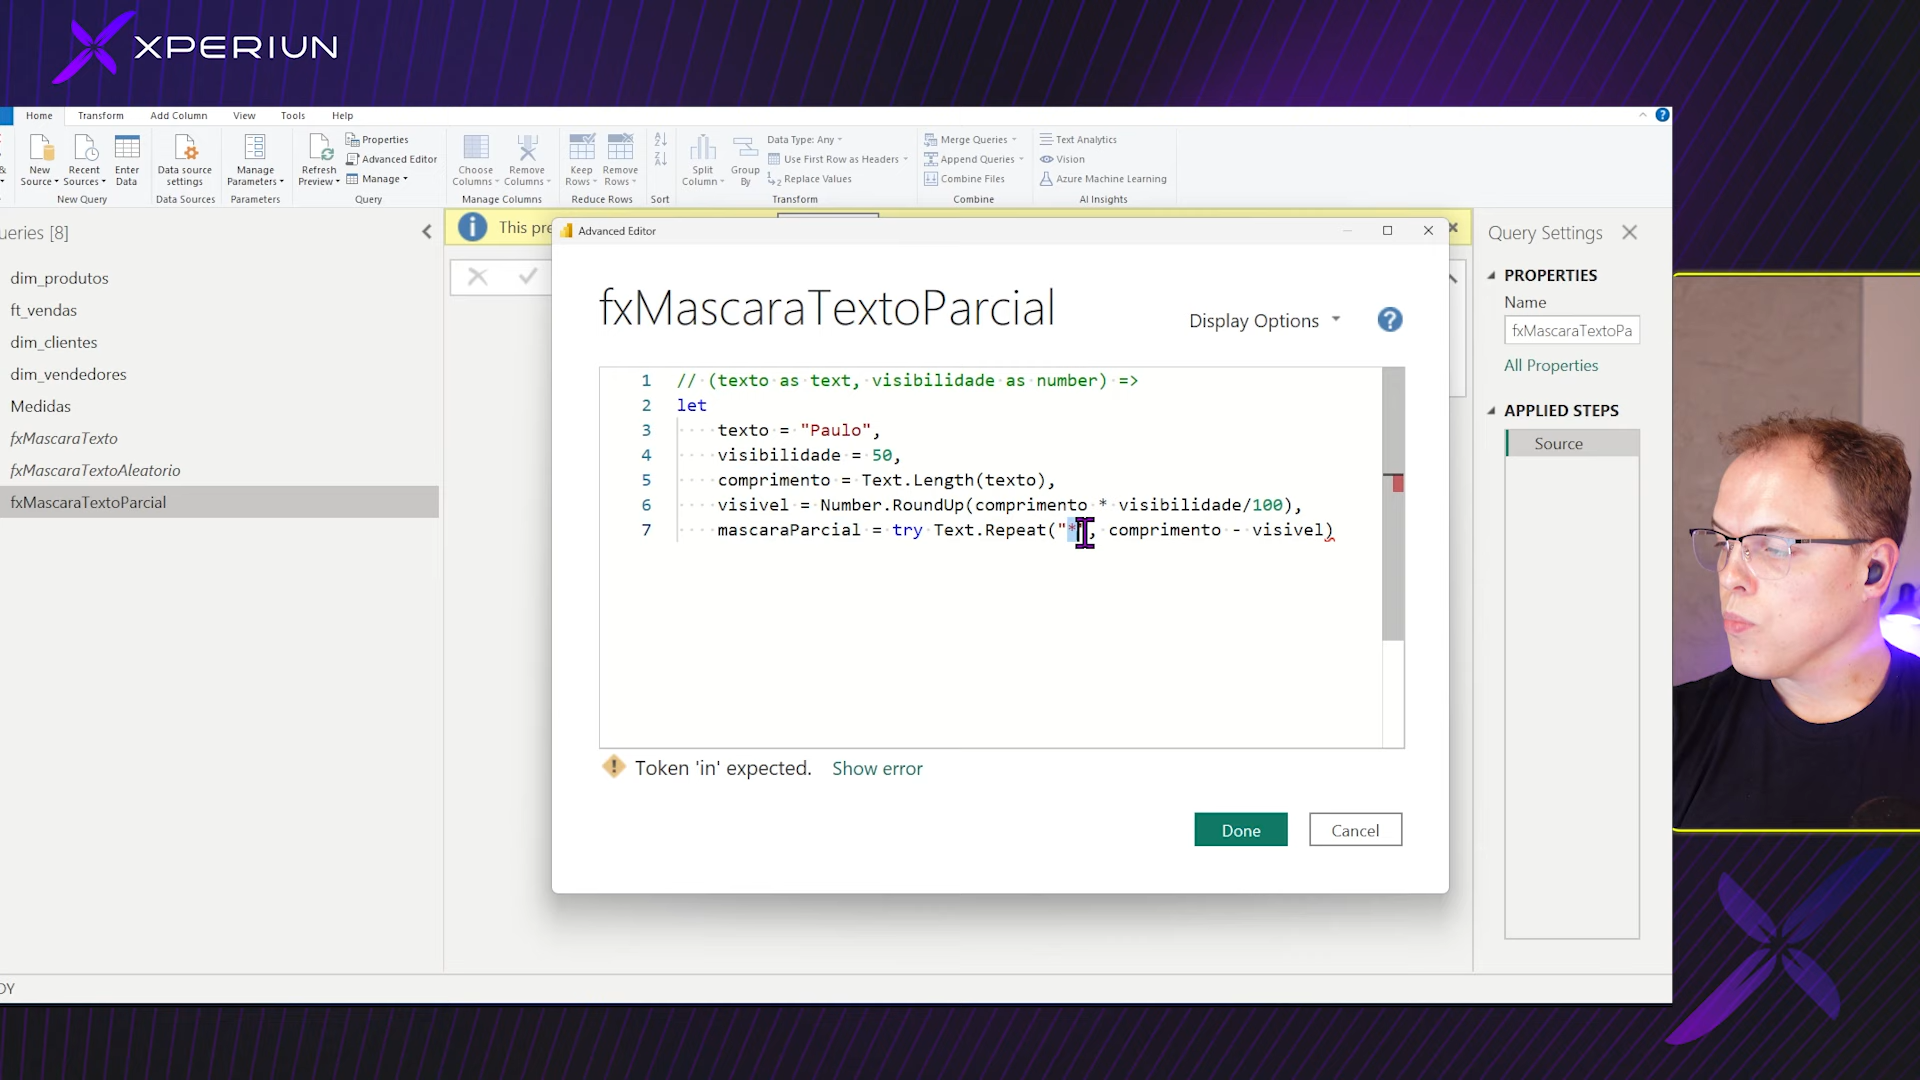 XPERIUN
Home Transform Add Column View Tools Help
New Source Recent Sources Enter Data
New Query
Data source settings
Data Sources
Manage Parameters
Parameters
Refresh Preview
Properties
Advanced Editor
Manage
Query
Choose Columns Remove Columns
Manage Columns
Keep Rows Remove Rows
Reduce Rows
Sort
Split Column Group By
Data Type: Any
Use First Row as Headers
Replace Values
Transform
Merge Queries
Append Queries
Combine Files
Combine
Text Analytics
Vision
Azure Machine Learning
AI Insights
ueries [8]
dim_produtos
ft_vendas
dim_clientes
dim_vendedores
Medidas
fxMascaraTexto
fxMascaraTextoAleatorio
fxMascaraTextoParcial
This pre
Advanced Editor
fxMascaraTextoParcial
Display Options
1 // (texto as text, visibilidade as number) =>
2 let
3 texto = "Paulo",
4 visibilidade = 50,
5 comprimento = Text.Length(texto),
6 visivel = Number.RoundUp(comprimento * visibilidade/100),
7 mascaraParcial = try Text.Repeat("*", comprimento - visivel)
Token 'in' expected. Show error
Done Cancel
Query Settings
PROPERTIES
Name
fxMascaraTextoPa
All Properties
APPLIED STEPS
Source
DY